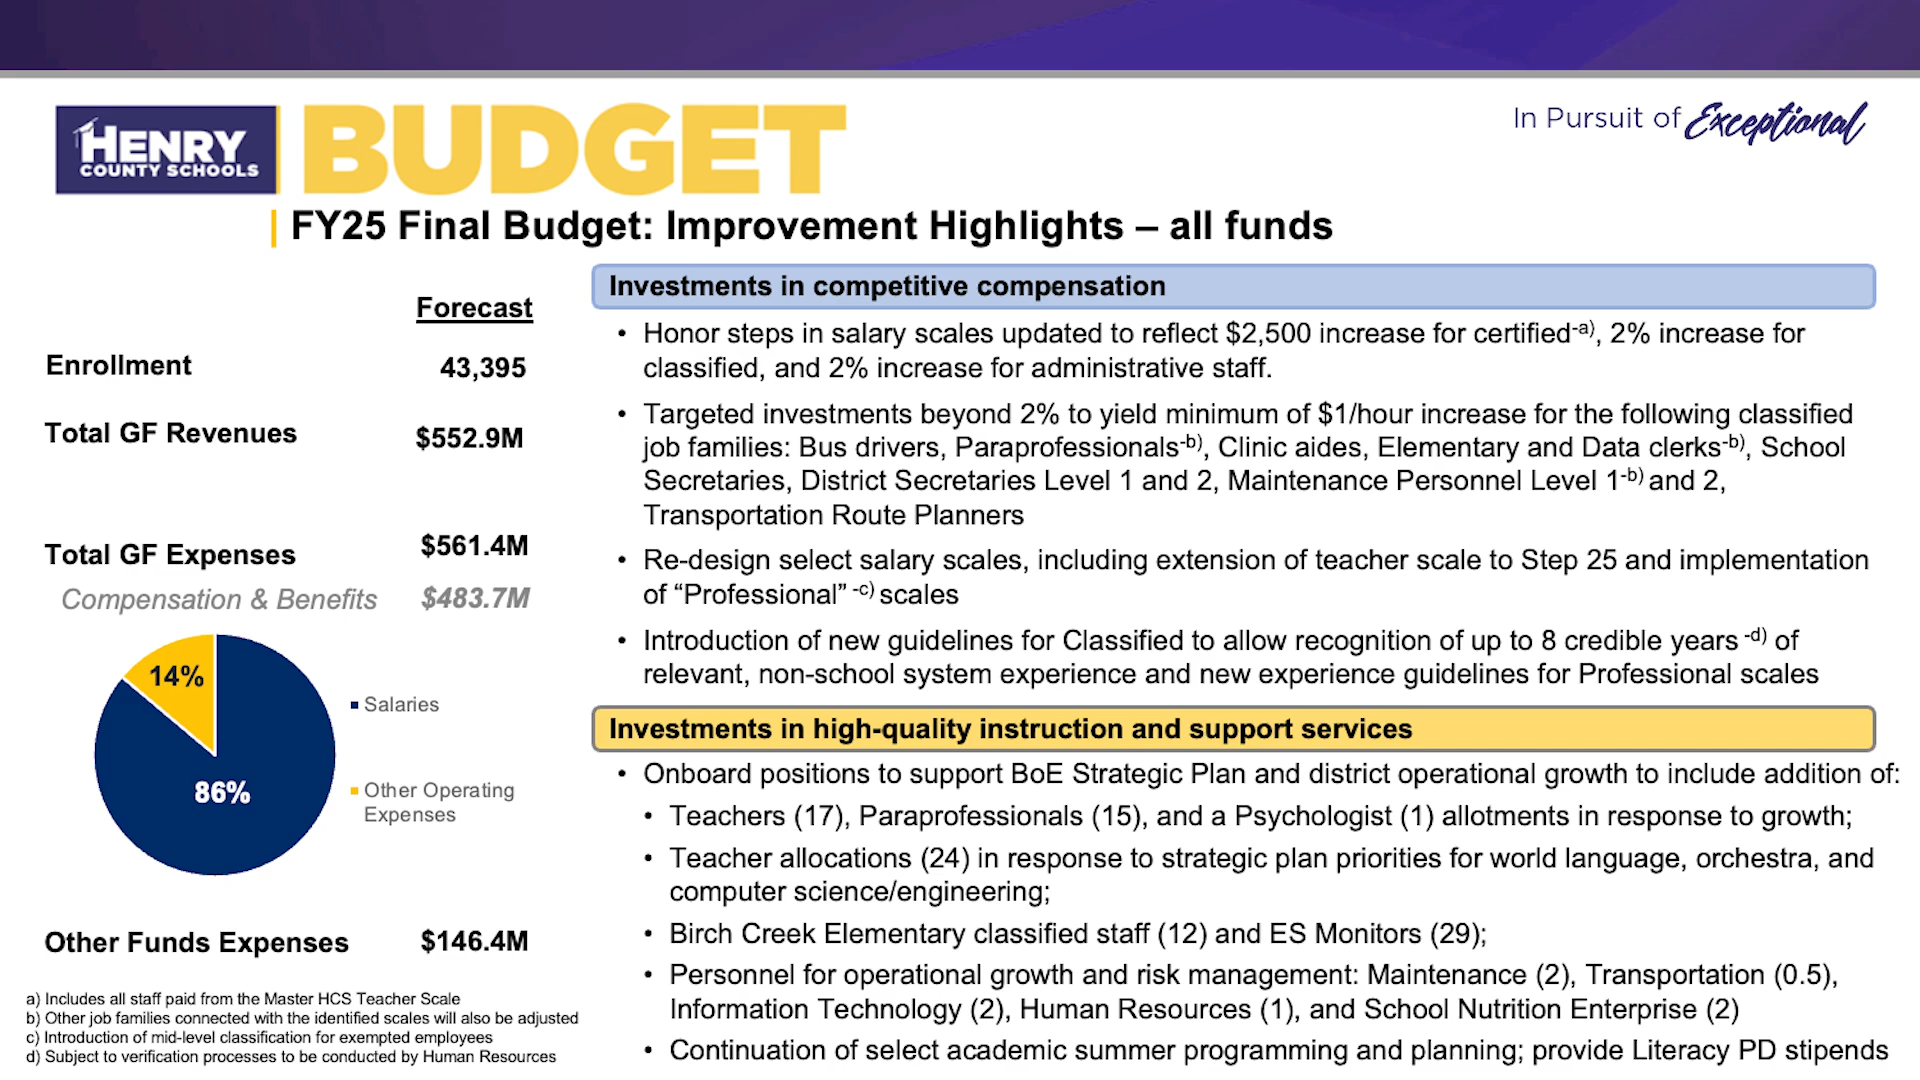 HENRY
COUNTY SCHOOLS
BUDGET
In Pursuit of Exceptional
FY25 Final Budget: Improvement Highlights – all funds
Forecast
Enrollment 43,395
Total GF Revenues $552.9M
Total GF Expenses $561.4M
Compensation & Benefits $483.7M
14%
86%
Salaries
Other Operating
Expenses
Other Funds Expenses $146.4M
a) Includes all staff paid from the Master HCS Teacher Scale
b) Other job families connected with the identified scales will also be adjusted
c) Introduction of mid-level classification for exempted employees
d) Subject to verification processes to be conducted by Human Resources
Investments in competitive compensation
• Honor steps in salary scales updated to reflect $2,500 increase for certified-a), 2% increase for
classified, and 2% increase for administrative staff.
• Targeted investments beyond 2% to yield minimum of $1/hour increase for the following classified
job families: Bus drivers, Paraprofessionals-b), Clinic aides, Elementary and Data clerks-b), School
Secretaries, District Secretaries Level 1 and 2, Maintenance Personnel Level 1-b) and 2,
Transportation Route Planners
• Re-design select salary scales, including extension of teacher scale to Step 25 and implementation
of “Professional” -c) scales
• Introduction of new guidelines for Classified to allow recognition of up to 8 credible years -d) of
relevant, non-school system experience and new experience guidelines for Professional scales
Investments in high-quality instruction and support services
• Onboard positions to support BoE Strategic Plan and district operational growth to include addition of:
• Teachers (17), Paraprofessionals (15), and a Psychologist (1) allotments in response to growth;
• Teacher allocations (24) in response to strategic plan priorities for world language, orchestra, and
computer science/engineering;
• Birch Creek Elementary classified staff (12) and ES Monitors (29);
• Personnel for operational growth and risk management: Maintenance (2), Transportation (0.5),
Information Technology (2), Human Resources (1), and School Nutrition Enterprise (2)
• Continuation of select academic summer programming and planning; provide Literacy PD stipends